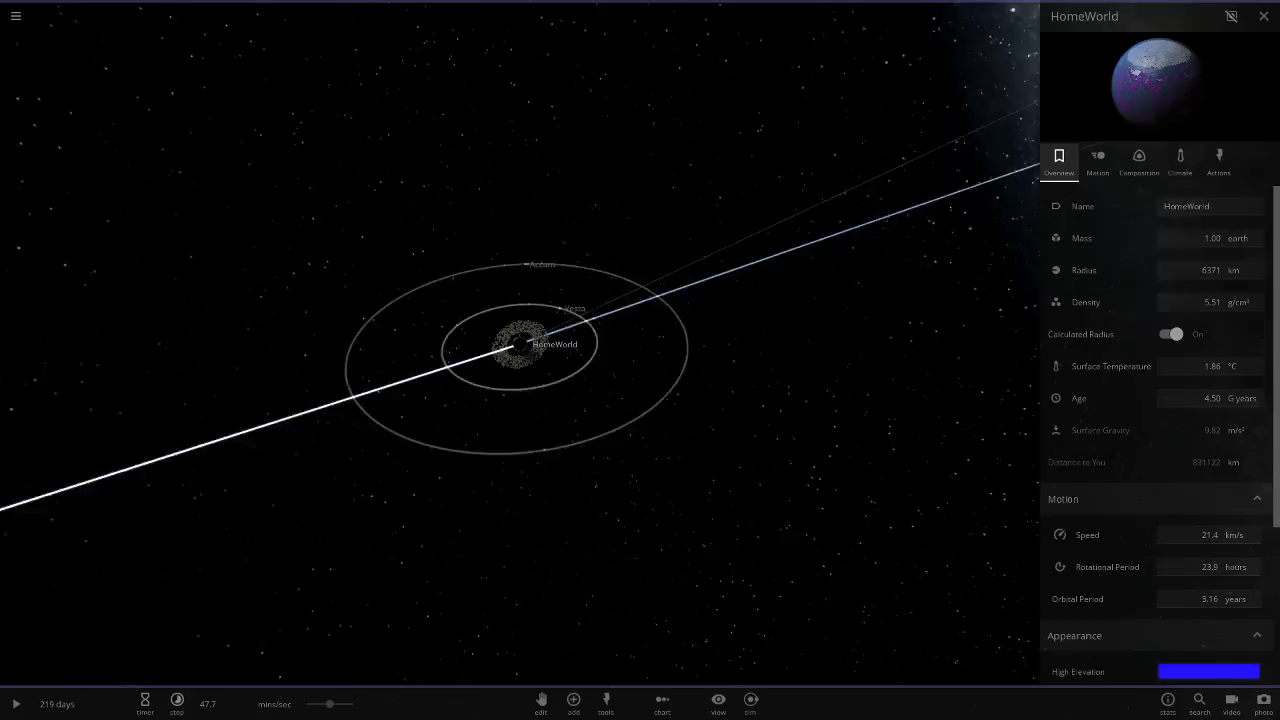 HomeWorld
Overview
Motion
Composition
Climate
Actions
Name HomeWorld
Mass 1.00 earth
Radius 6371 km
Density 5.51 g/cm³
Calculated Radius On
Surface Temperature 1.86 °C
Age 4.50 G years
Surface Gravity 9.82 m/s²
Distance to You 831122 km
Motion
Speed 21.4 km/s
Rotational Period 23.9 hours
Orbital Period 5.16 years
Appearance
High Elevation
Vesra
HomeWorld
219 days
timer
step
47.7 mins/sec
edit
add
tools
chart
view
sim
stats
search
video
photo